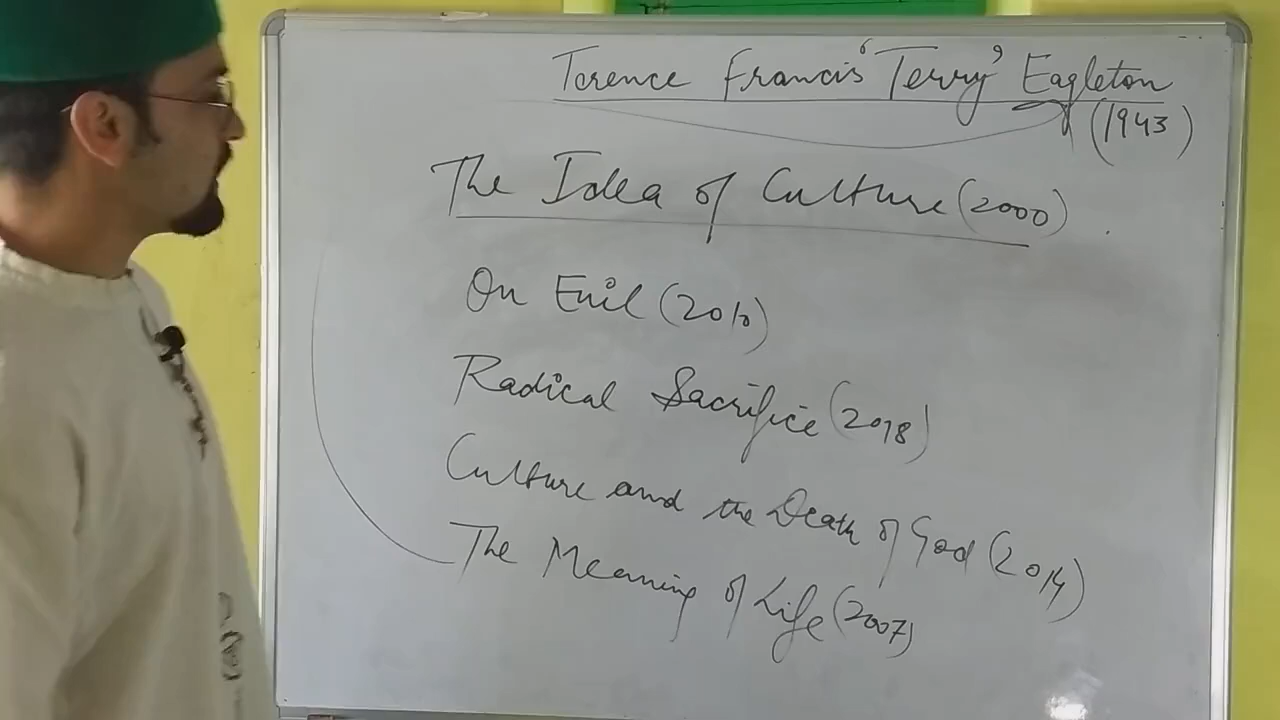 Terence Francis 'Terry' Eagleton
(1943)
The Idea of Culture (2000)
On Evil (2010)
Radical Sacrifice (2018)
Culture and the Death of God (2014)
The Meaning of Life (2007)